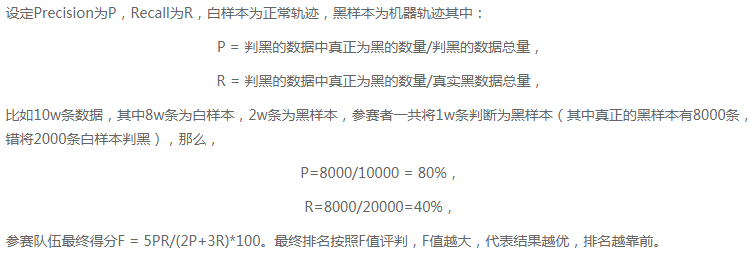 设定Precision为P，Recall为R，白样本为正常轨迹，黑样本为机器轨迹其中：
P = 判黑的数据中真正为黑的数量/判黑的数据总量，
R = 判黑的数据中真正为黑的数量/真实黑数据总量，
比如10w条数据，其中8w条为白样本，2w条为黑样本，参赛者一共将1w条判断为黑样本（其中真正的黑样本有8000条，
错将2000条白样本判黑），那么，
P=8000/10000 = 80%，
R=8000/20000=40%，
参赛队伍最终得分F = 5PR/(2P+3R)*100。最终排名按照F值评判，F值越大，代表结果越优，排名越靠前。